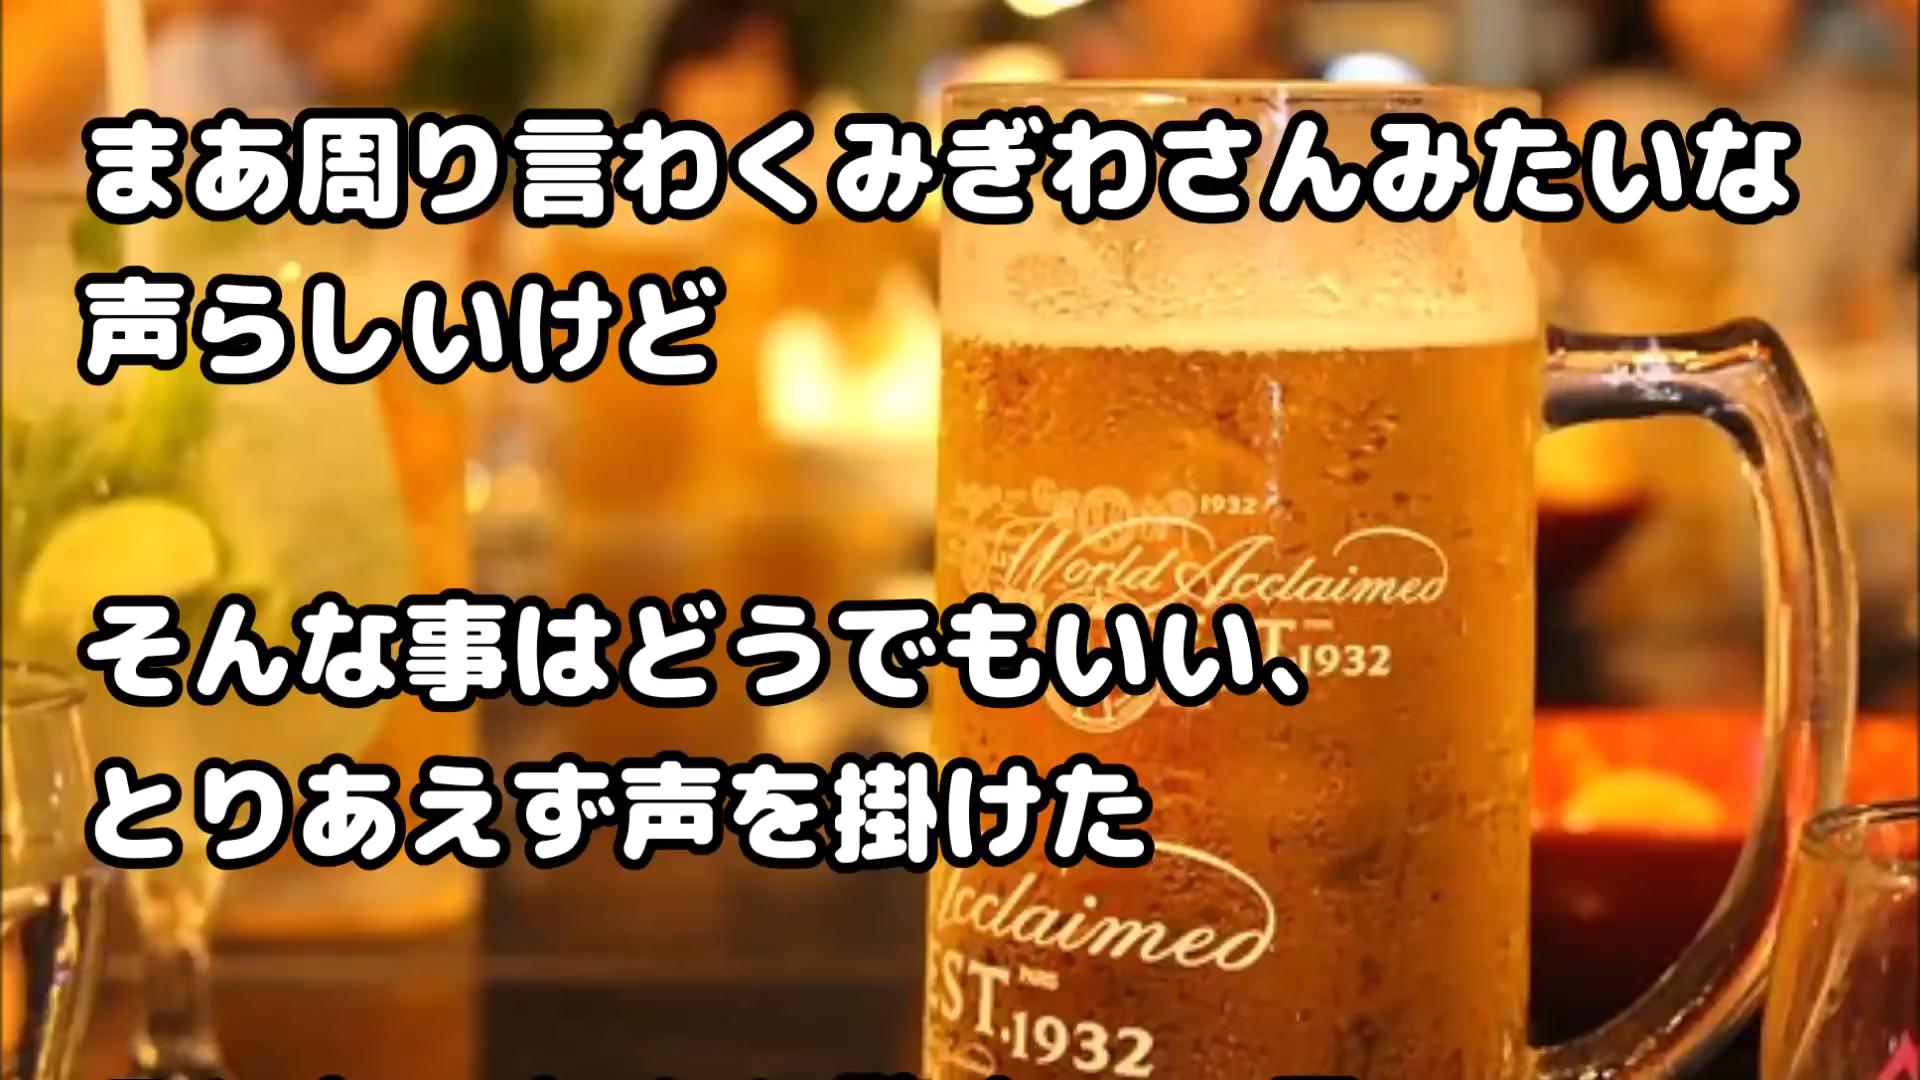 まあ周り言わくみぎわさんみたいな
声らしいけど
そんな事はどうでもいい、
とりあえず声を掛けた
1932
World Acclaimed
1932
Acclaimed
EST.1932